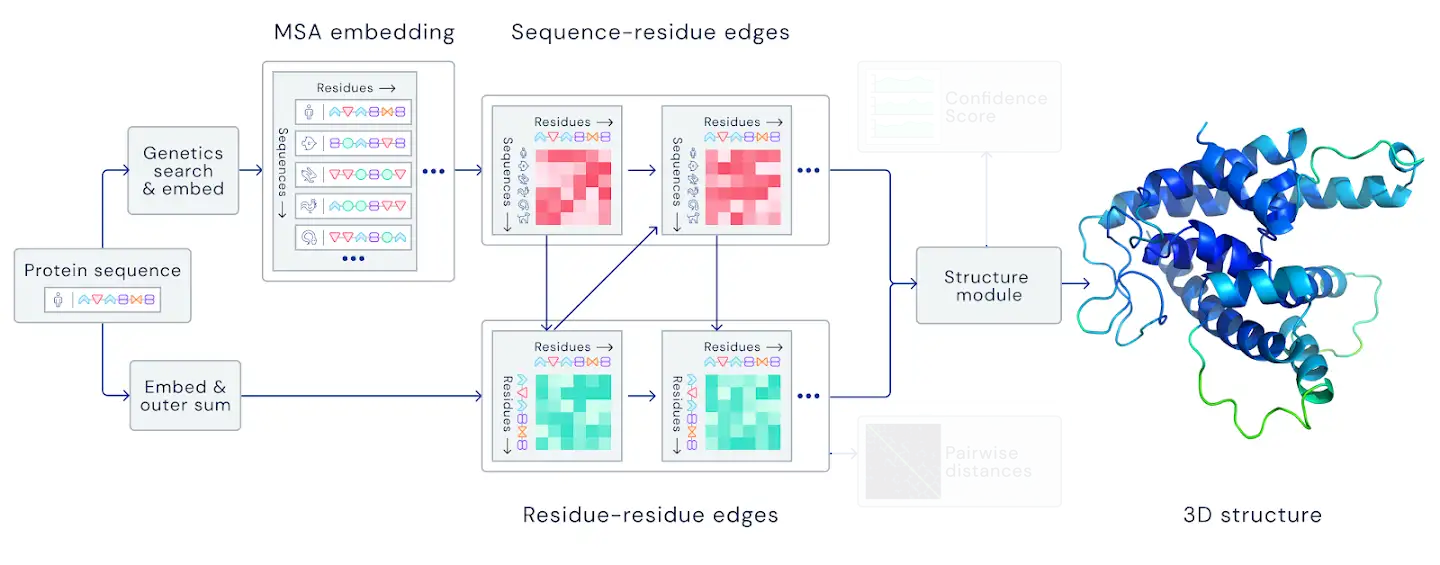 MSA embedding
Sequence-residue edges
Residues →
Sequences →
•••
•••
Genetics
search
& embed
Protein sequence
Embed &
outer sum
Residues →
Sequences →
Residues →
Sequences →
•••
Confidence
Score
Structure
module
Residues →
Residues →
Residues →
Residues →
•••
Pairwise
distances
Residue-residue edges
3D structure